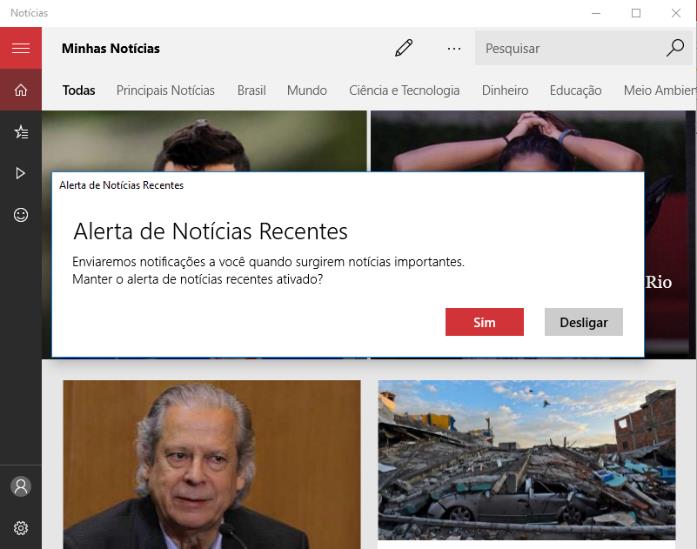 Notícias
Minhas Notícias
Pesquisar
Todas Principais Notícias Brasil Mundo Ciência e Tecnologia Dinheiro Educação Meio Ambien
Alerta de Notícias Recentes
Alerta de Notícias Recentes
Enviaremos notificações a você quando surgirem notícias importantes.
Manter o alerta de notícias recentes ativado?
Rio
Sim Desligar